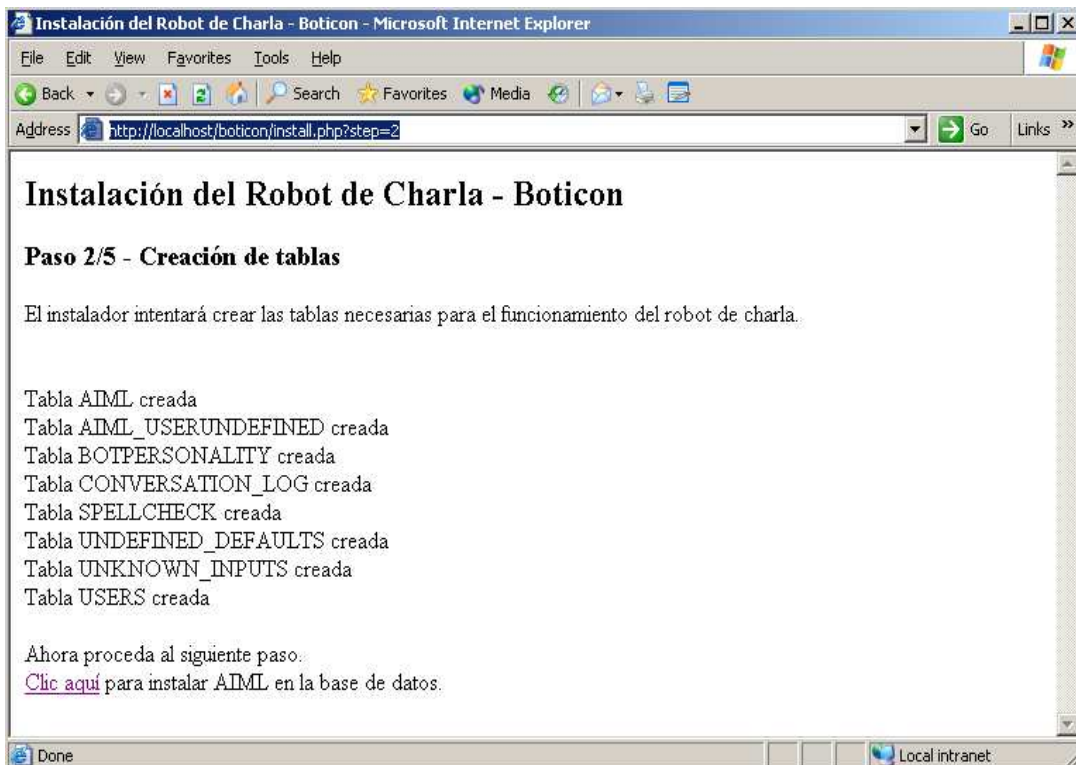 Instalación del Robot de Charla - Boticon - Microsoft Internet Explorer
File Edit View Favorites Tools Help
Back Search Favorites Media
Address http://localhost/boticon/install.php?step=2 Go Links »
Instalación del Robot de Charla - Boticon
Paso 2/5 - Creación de tablas
El instalador intentará crear las tablas necesarias para el funcionamiento del robot de charla.
Tabla AIML creada
Tabla AIML_USERUNDEFINED creada
Tabla BOTPERSONALITY creada
Tabla CONVERSATION_LOG creada
Tabla SPELLCHECK creada
Tabla UNDEFINED_DEFAULTS creada
Tabla UNKNOWN_INPUTS creada
Tabla USERS creada
Ahora proceda al siguiente paso.
Clic aquí para instalar AIML en la base de datos.
Done Local intranet